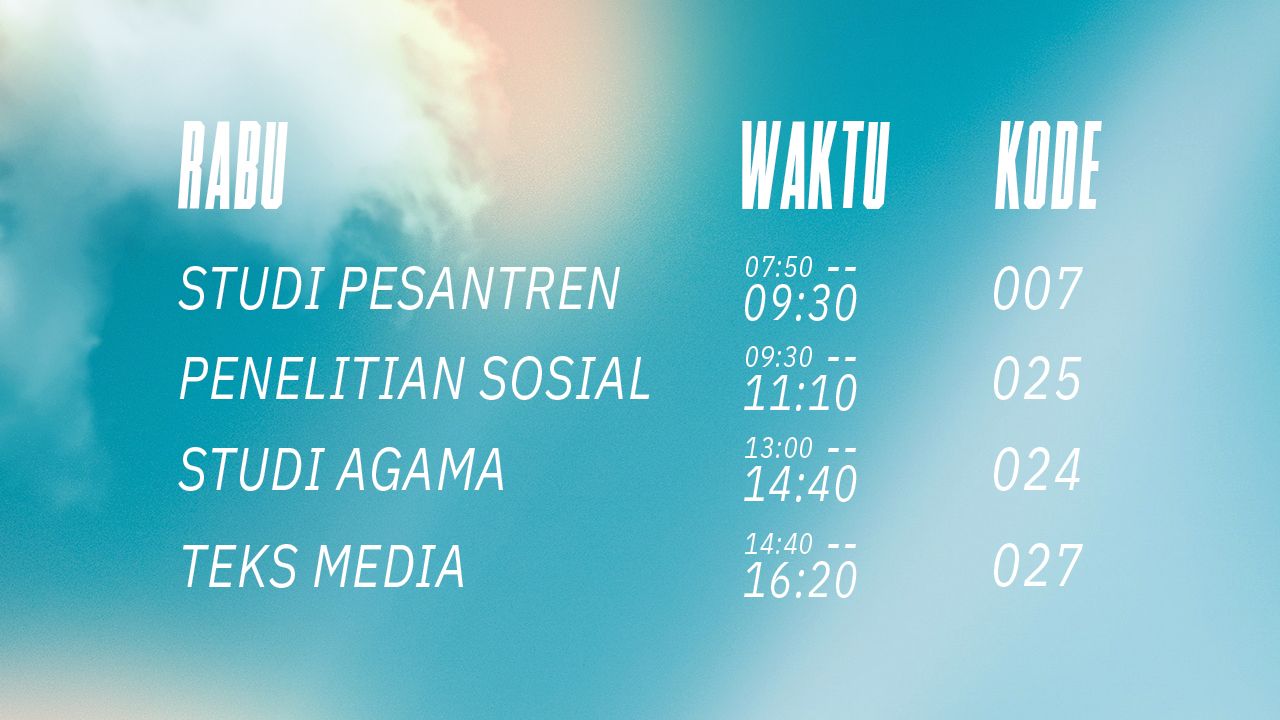 RABU WAKTU KODE
STUDI PESANTREN 07:50 -- 09:30 007
PENELITIAN SOSIAL 09:30 -- 11:10 025
STUDI AGAMA 13:00 -- 14:40 024
TEKS MEDIA 14:40 -- 16:20 027